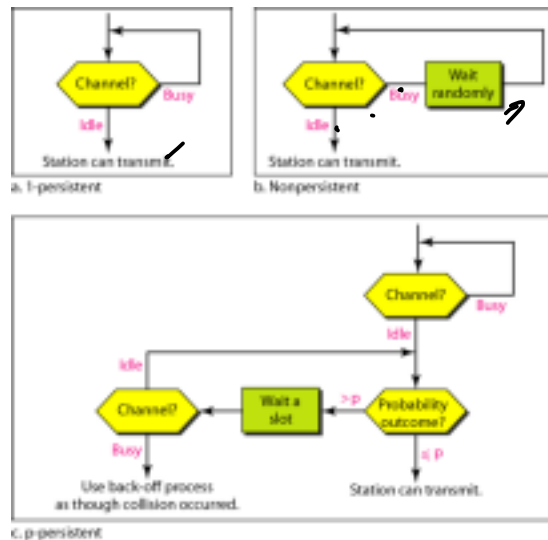 Channel?
Busy
Idle
Station can transmit.
a. 1-persistent
Channel?
Busy
Wait
randomly
Idle
Station can transmit.
b. Nonpersistent
Channel?
Busy
Idle
Idle
Channel?
Wait a
slot
>p
Probability
outcome?
Busy
≤ p
Use back-off process
as though collision occurred.
Station can transmit.
c. p-persistent